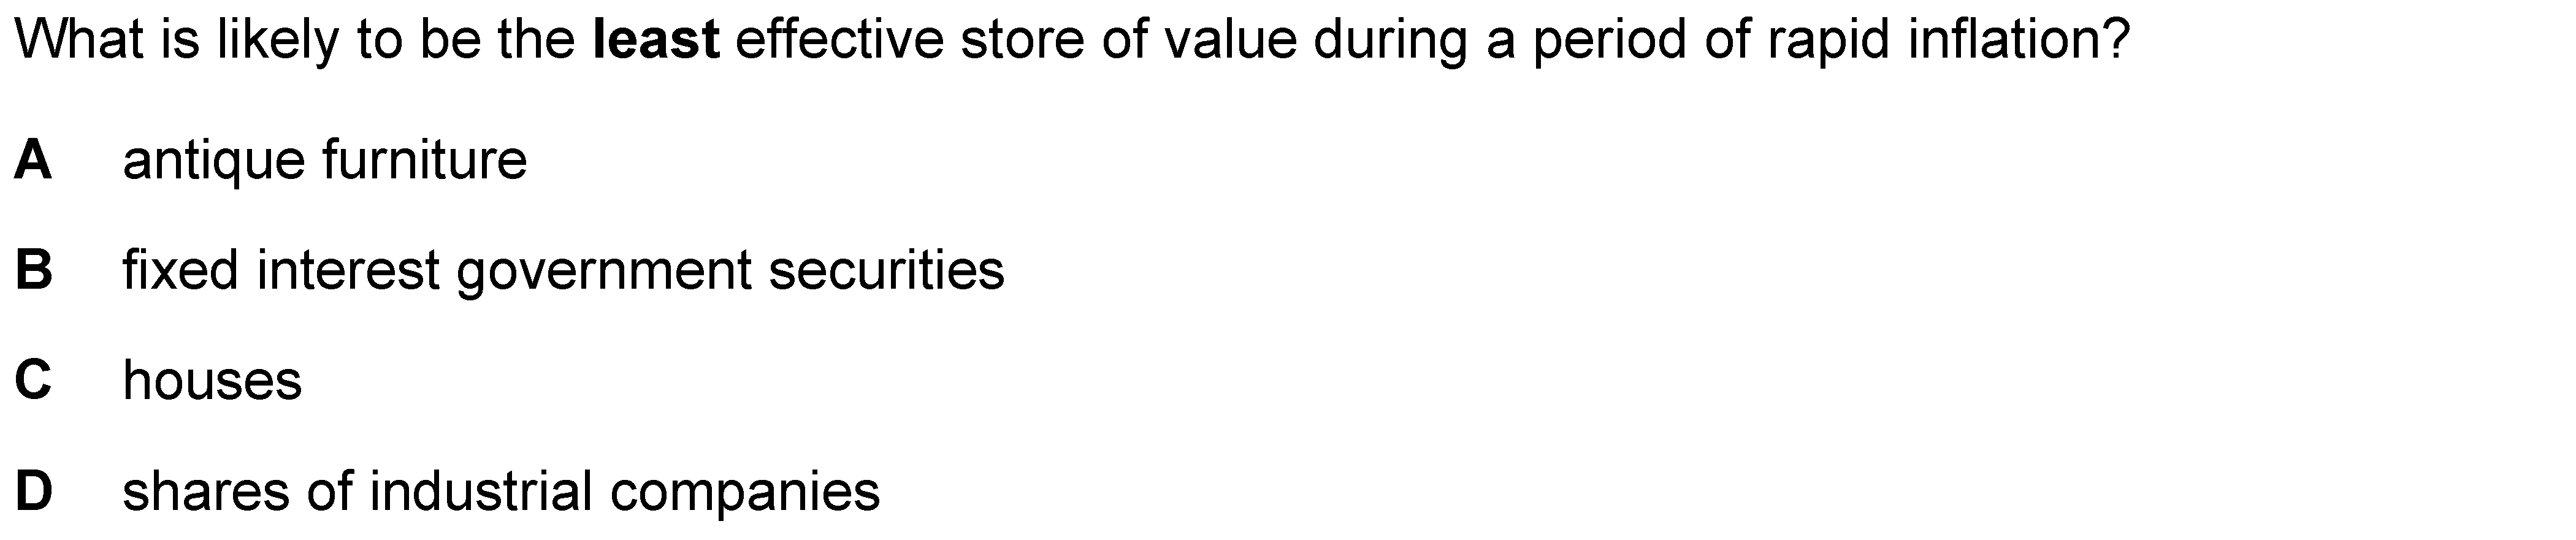 What is likely to be the least effective store of value during a period of rapid inflation?
A antique furniture
B fixed interest government securities
C houses
D shares of industrial companies